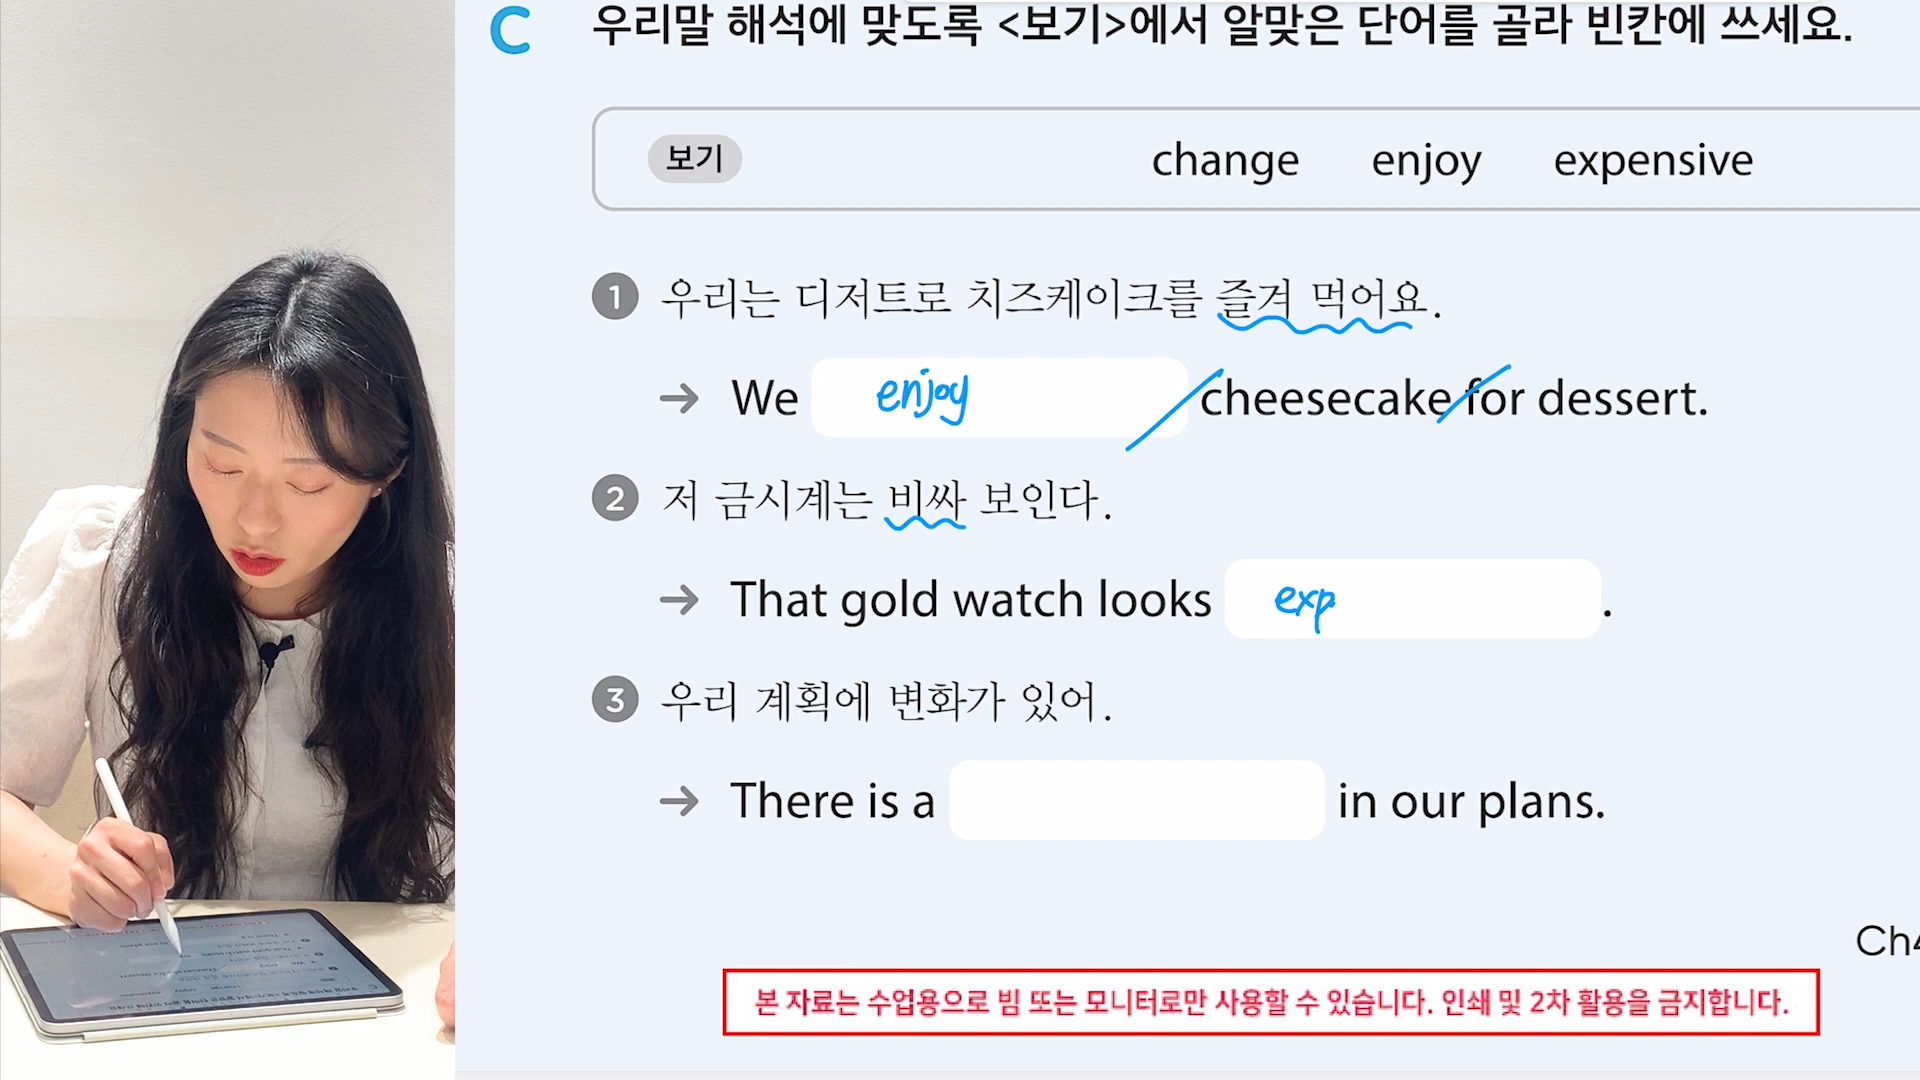 C 우리말 해석에 맞도록 <보기>에서 알맞은 단어를 골라 빈칸에 쓰세요.
보기 change enjoy expensive
1 우리는 디저트로 치즈케이크를 즐겨 먹어요.
→ We enjoy cheesecake for dessert.
2 저 금시계는 비싸 보인다.
→ That gold watch looks exp .
3 우리 계획에 변화가 있어.
→ There is a in our plans.
Ch4
본 자료는 수업용으로 빔 또는 모니터로만 사용할 수 있습니다. 인쇄 및 2차 활용을 금지합니다.